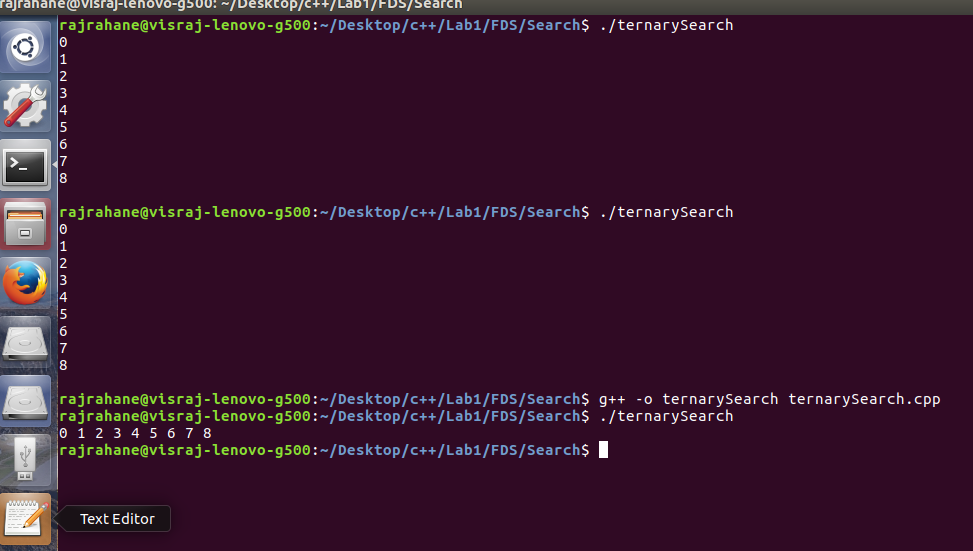 rajrahane@visraj-lenovo-g500: ~/Desktop/c++/Lab1/FDS/Search
rajrahane@visraj-lenovo-g500:~/Desktop/c++/Lab1/FDS/Search$ ./ternarySearch
0
1
2
3
4
5
6
7
8
rajrahane@visraj-lenovo-g500:~/Desktop/c++/Lab1/FDS/Search$ ./ternarySearch
0
1
2
3
4
5
6
7
8
rajrahane@visraj-lenovo-g500:~/Desktop/c++/Lab1/FDS/Search$ g++ -o ternarySearch ternarySearch.cpp
rajrahane@visraj-lenovo-g500:~/Desktop/c++/Lab1/FDS/Search$ ./ternarySearch
0 1 2 3 4 5 6 7 8
rajrahane@visraj-lenovo-g500:~/Desktop/c++/Lab1/FDS/Search$
Text Editor